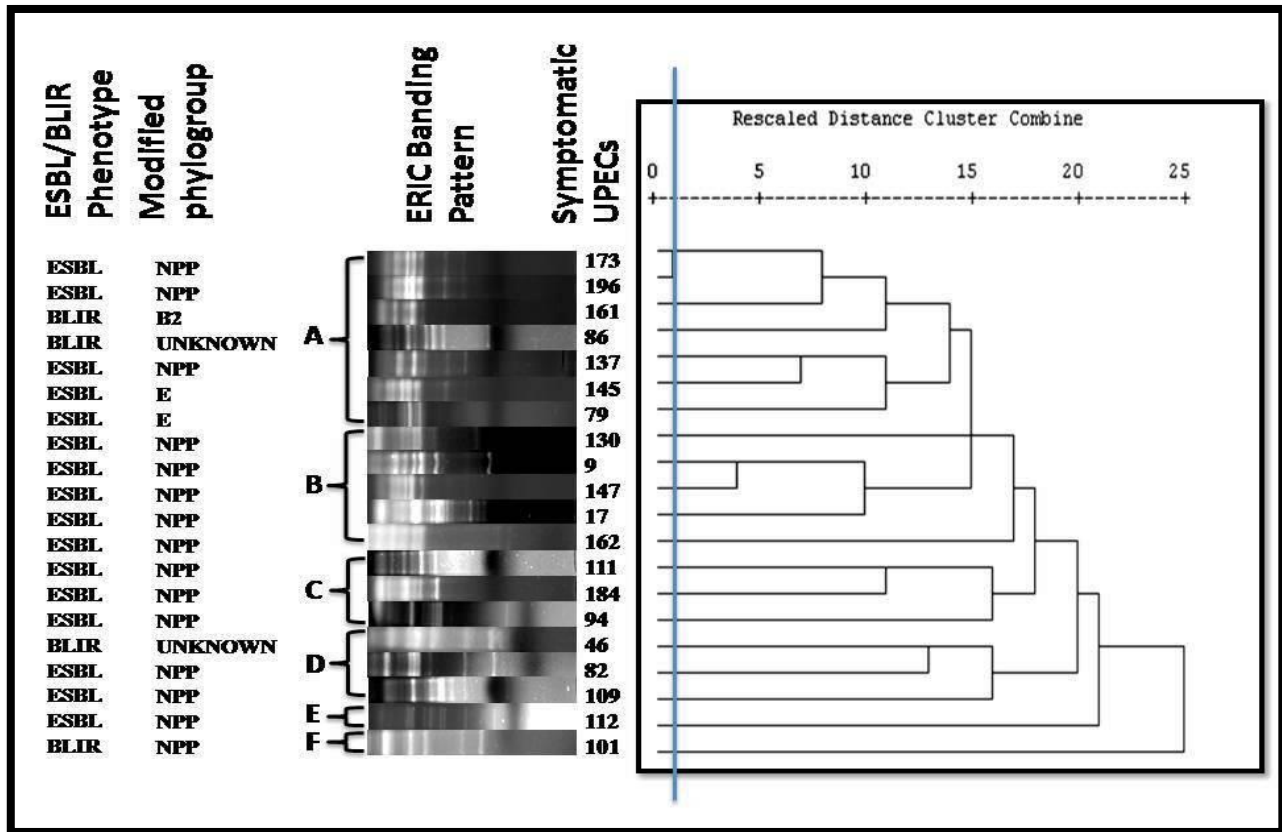 ESBL/BLIR
Phenotype
Modified
phylogroup
ERIC Banding
Pattern
Symptomatic
UPECs
Rescaled Distance Cluster Combine
0 5 10 15 20 25
ESBL NPP 173
ESBL NPP 196
BLIR B2 161
BLIR UNKNOWN 86
ESBL NPP 137
ESBL E 145
ESBL E 79
ESBL NPP 130
ESBL NPP 9
ESBL NPP 147
ESBL NPP 17
ESBL NPP 162
ESBL NPP 111
ESBL NPP 184
ESBL NPP 94
BLIR UNKNOWN 46
ESBL NPP 82
ESBL NPP 109
ESBL NPP 112
BLIR NPP 101
A
B
C
D
E
F